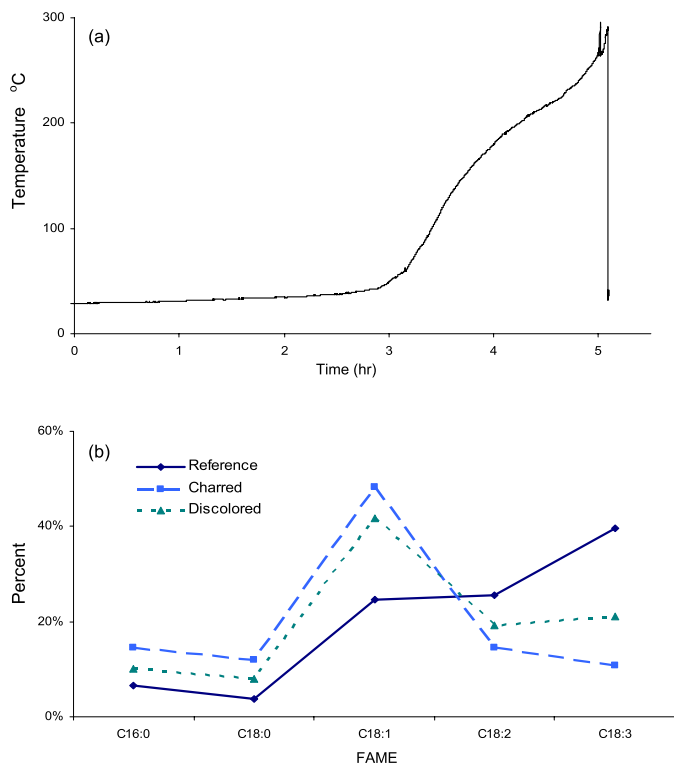 (a)
Temperature °C
300
200
100
0
0 1 2 3 4 5
Time (hr)
(b)
Reference
Charred
Discolored
Percent
60%
40%
20%
0%
C16:0 C18:0 C18:1 C18:2 C18:3
FAME